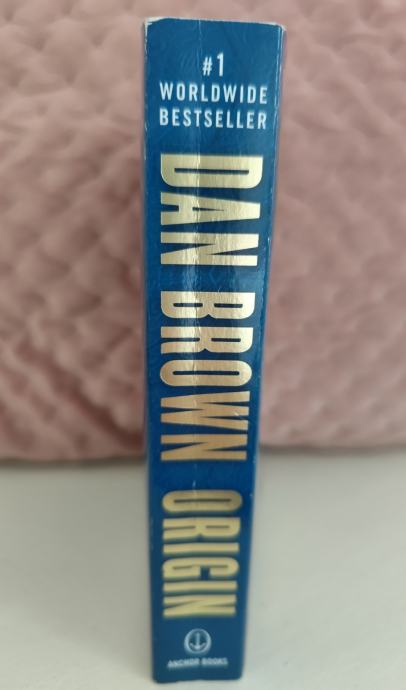 #1
WORLDWIDE
BESTSELLER
DAN BROWN
ORIGIN
ANCHOR BOOKS